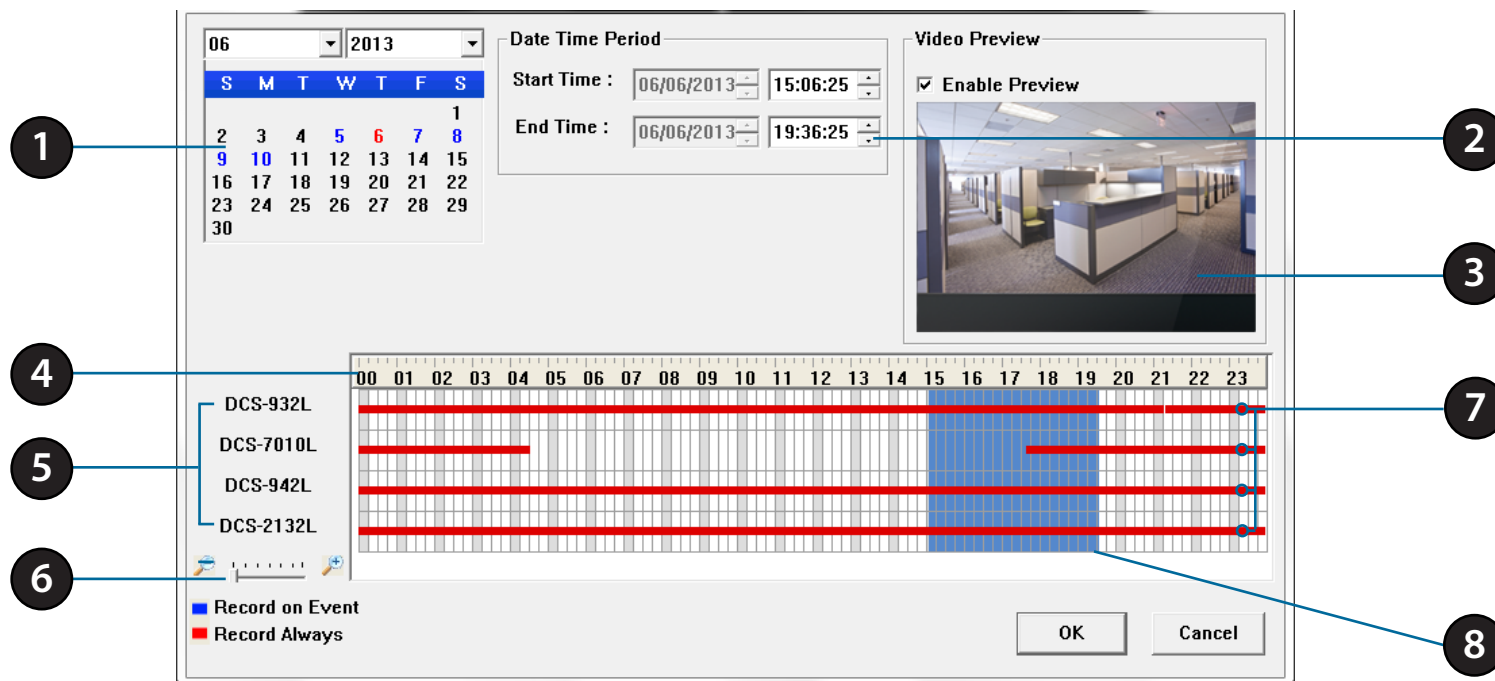 06 2013
S M T W T F S
1
2 3 4 5 6 7 8
9 10 11 12 13 14 15
16 17 18 19 20 21 22
23 24 25 26 27 28 29
30
Date Time Period
Start Time : 06/06/2013 15:06:25
End Time : 06/06/2013 19:36:25
Video Preview
Enable Preview
1
2
3
4
00 01 02 03 04 05 06 07 08 09 10 11 12 13 14 15 16 17 18 19 20 21 22 23
DCS-932L
7
DCS-7010L
5
DCS-942L
DCS-2132L
6
Record on Event
Record Always
OK
Cancel
8